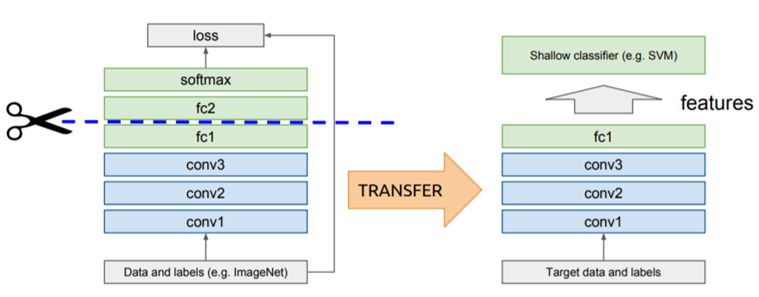 loss
softmax
fc2
fc1
conv3
conv2
conv1
Data and labels (e.g. ImageNet)
TRANSFER
Shallow classifier (e.g. SVM)
features
fc1
conv3
conv2
conv1
Target data and labels